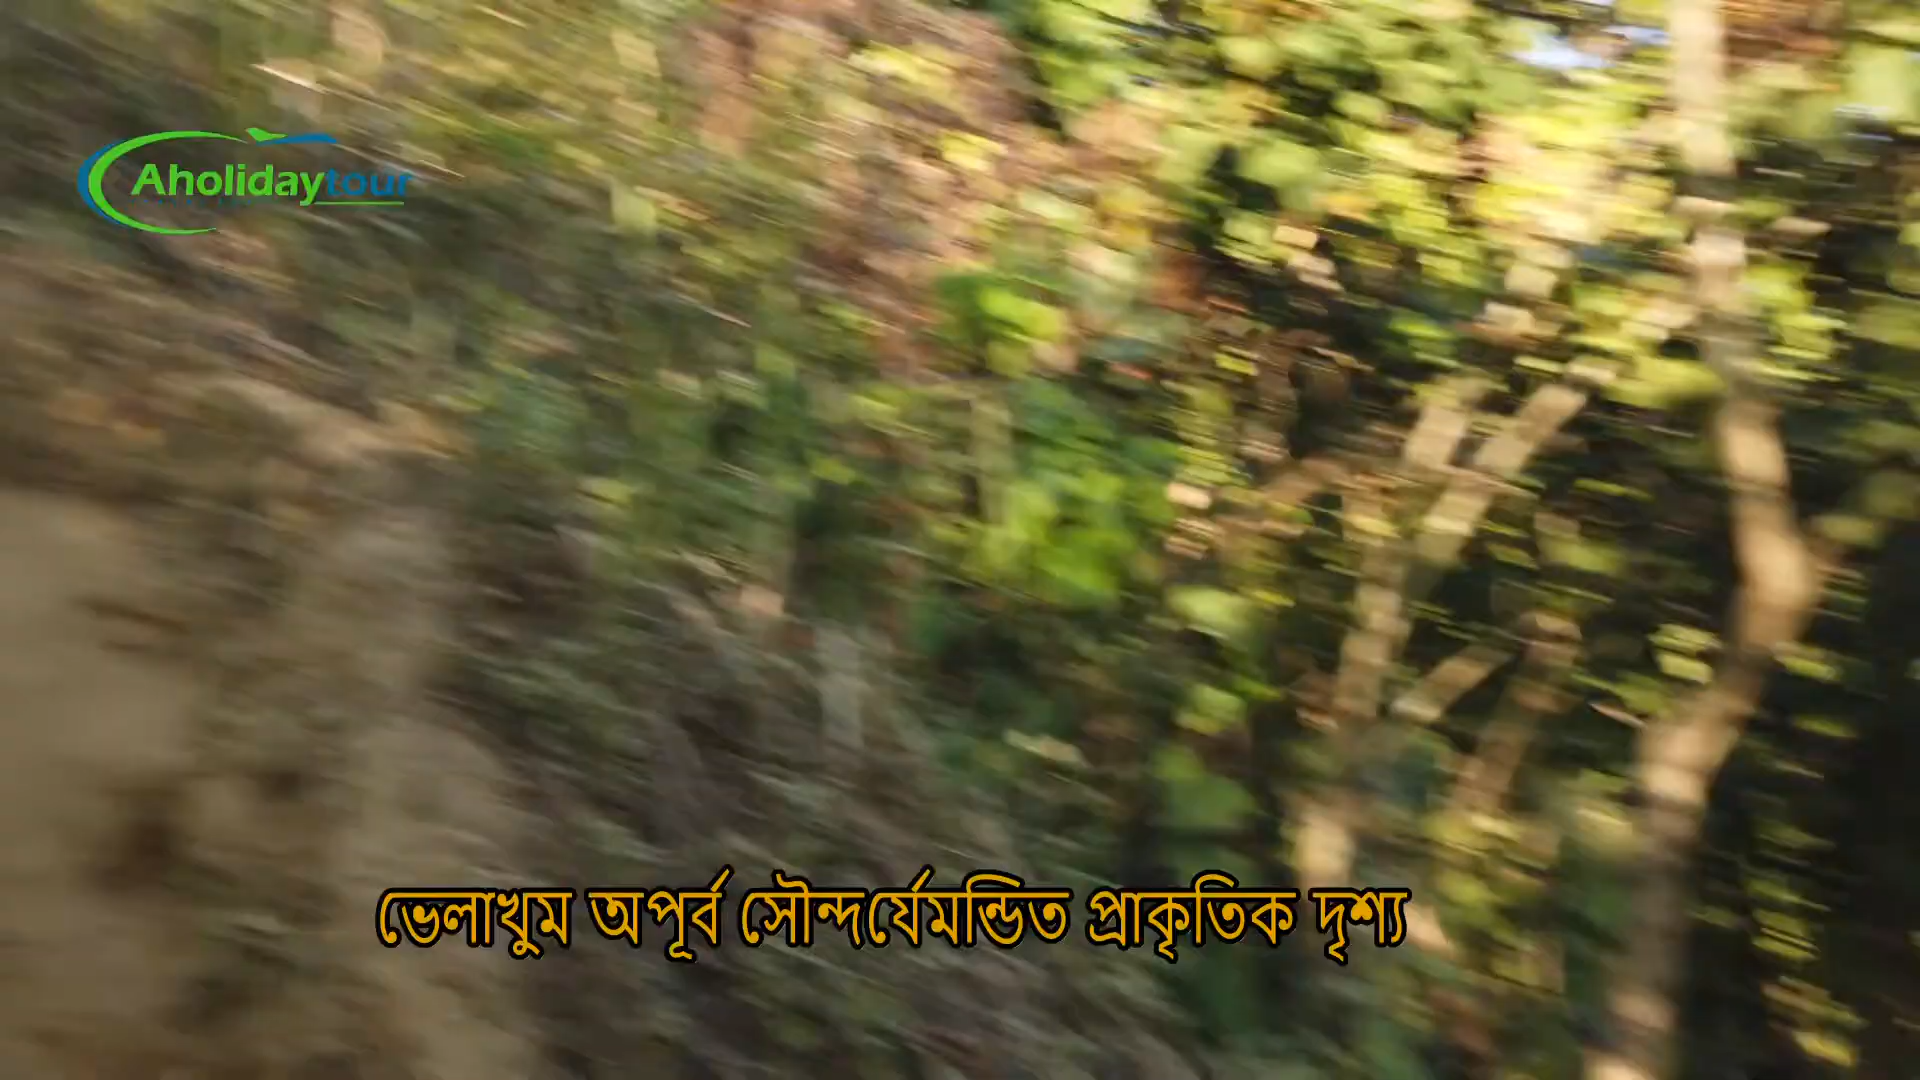 Aholidaytour
ভেলাখুম অপূর্ব সৌন্দর্যেমন্ডিত প্রাকৃতিক দৃশ্য